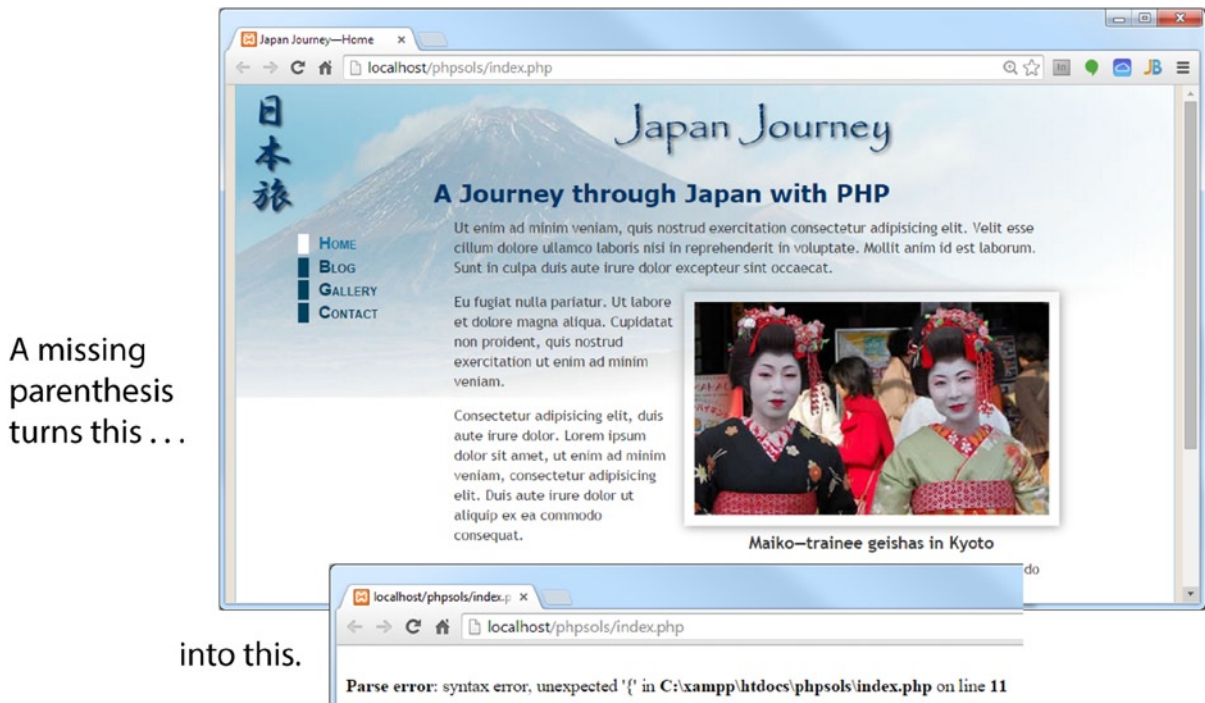 Japan Journey—Home
localhost/phpsols/index.php
In
JB
日
本
旅
Japan Journey
A Journey through Japan with PHP
Ut enim ad minim veniam, quis nostrud exercitation consectetur adipisicing elit. Velit esse
cillum dolore ullamco laboris nisi in reprehenderit in voluptate. Mollit anim id est laborum.
Sunt in culpa duis aute irure dolor excepteur sint occaecat.
HOME
BLOG
GALLERY
CONTACT
Eu fugiat nulla pariatur. Ut labore
et dolore magna aliqua. Cupidatat
non proident, quis nostrud
exercitation ut enim ad minim
veniam.
Consectetur adipisicing elit, duis
aute irure dolor. Lorem ipsum
dolor sit amet, ut enim ad minim
veniam, consectetur adipisicing
elit. Duis aute irure dolor ut
aliquip ex ea commodo
consequat.
Maiko—trainee geishas in Kyoto
do
A missing
parenthesis
turns this . . .
into this.
localhost/phpsols/index.p
localhost/phpsols/index.php
Parse error: syntax error, unexpected '{' in C:\xampp\htdocs\phpsols\index.php on line 11